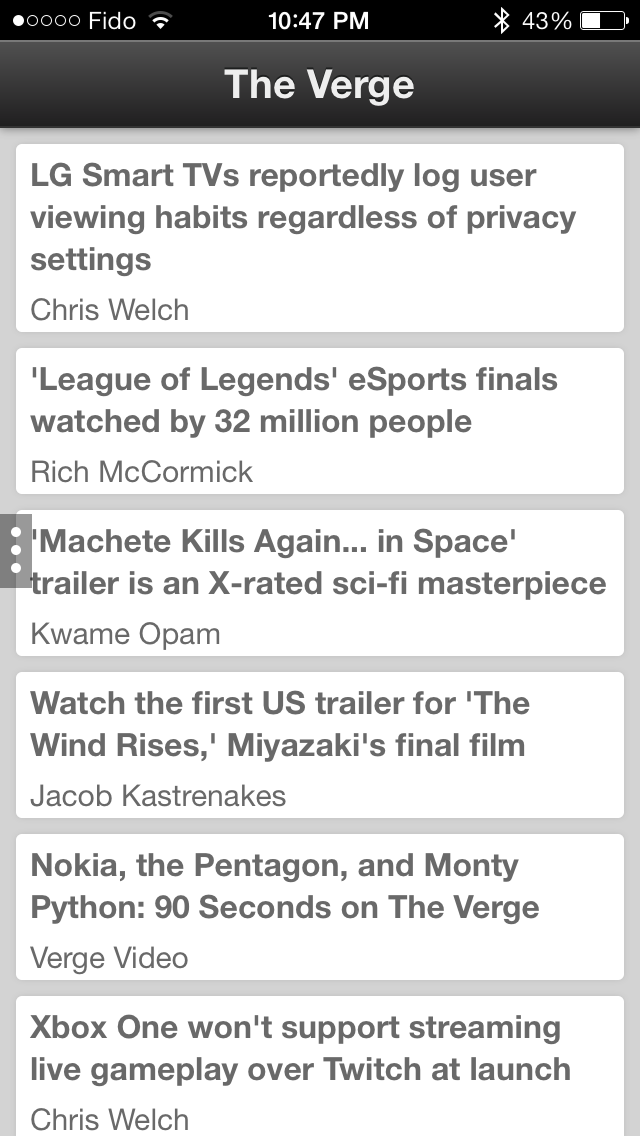 Fido 10:47 PM 43%
The Verge
LG Smart TVs reportedly log user
viewing habits regardless of privacy
settings
Chris Welch
'League of Legends' eSports finals
watched by 32 million people
Rich McCormick
'Machete Kills Again... in Space'
trailer is an X-rated sci-fi masterpiece
Kwame Opam
Watch the first US trailer for 'The
Wind Rises,' Miyazaki's final film
Jacob Kastrenakes
Nokia, the Pentagon, and Monty
Python: 90 Seconds on The Verge
Verge Video
Xbox One won't support streaming
live gameplay over Twitch at launch
Chris Welch